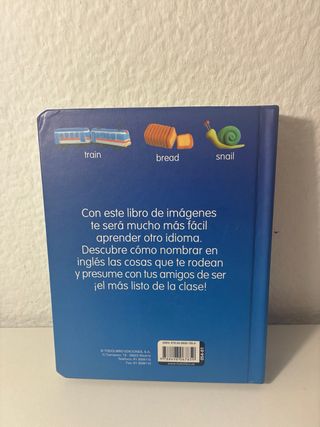 train
bread
snail
Con este libro de imágenes
te será mucho más fácil
aprender otro idioma.
Descubre cómo nombrar en
inglés las cosas que te rodean
y presume con tus amigos de ser
¡el más listo de la clase!